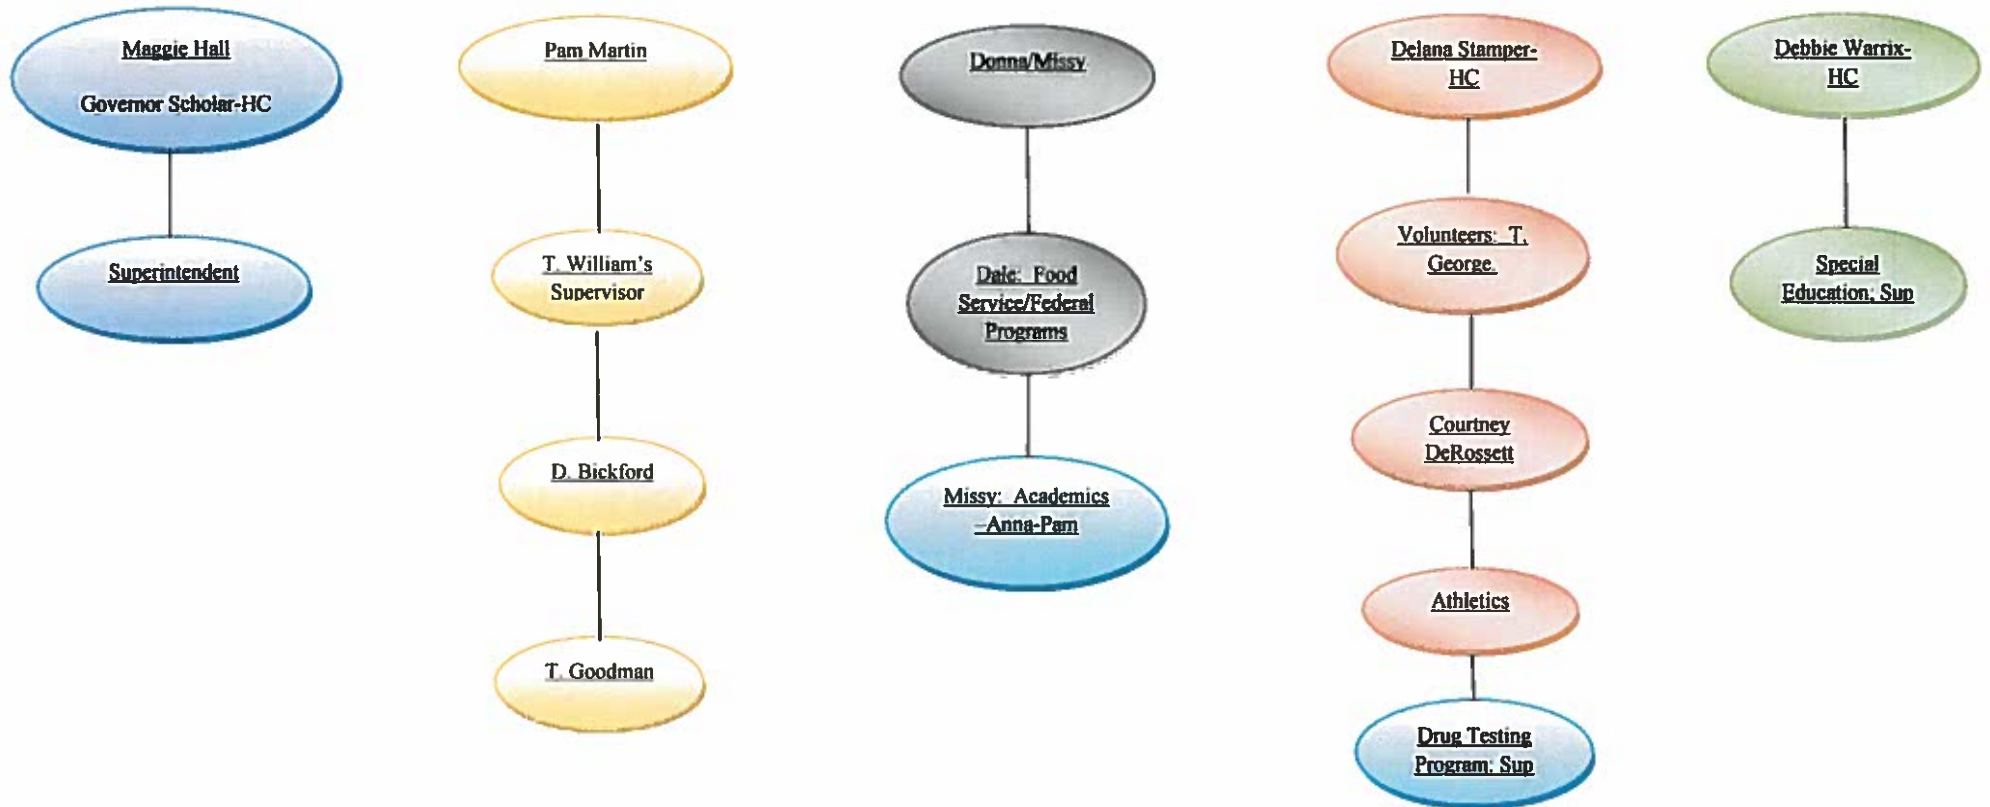 Maggie Hall
Governor Scholar-HC
Superintendent
Pam Martin
T. William's
Supervisor
D. Bickford
T. Goodman
Donna/Missy
Dale: Food
Service/Federal
Programs
Missy: Academics
–Anna-Pam
Delana Stamper-
HC
Volunteers: T.
George.
Courtney
DeRossett
Athletics
Drug Testing
Program; Sup
Debbie Warrix-
HC
Special
Education; Sup